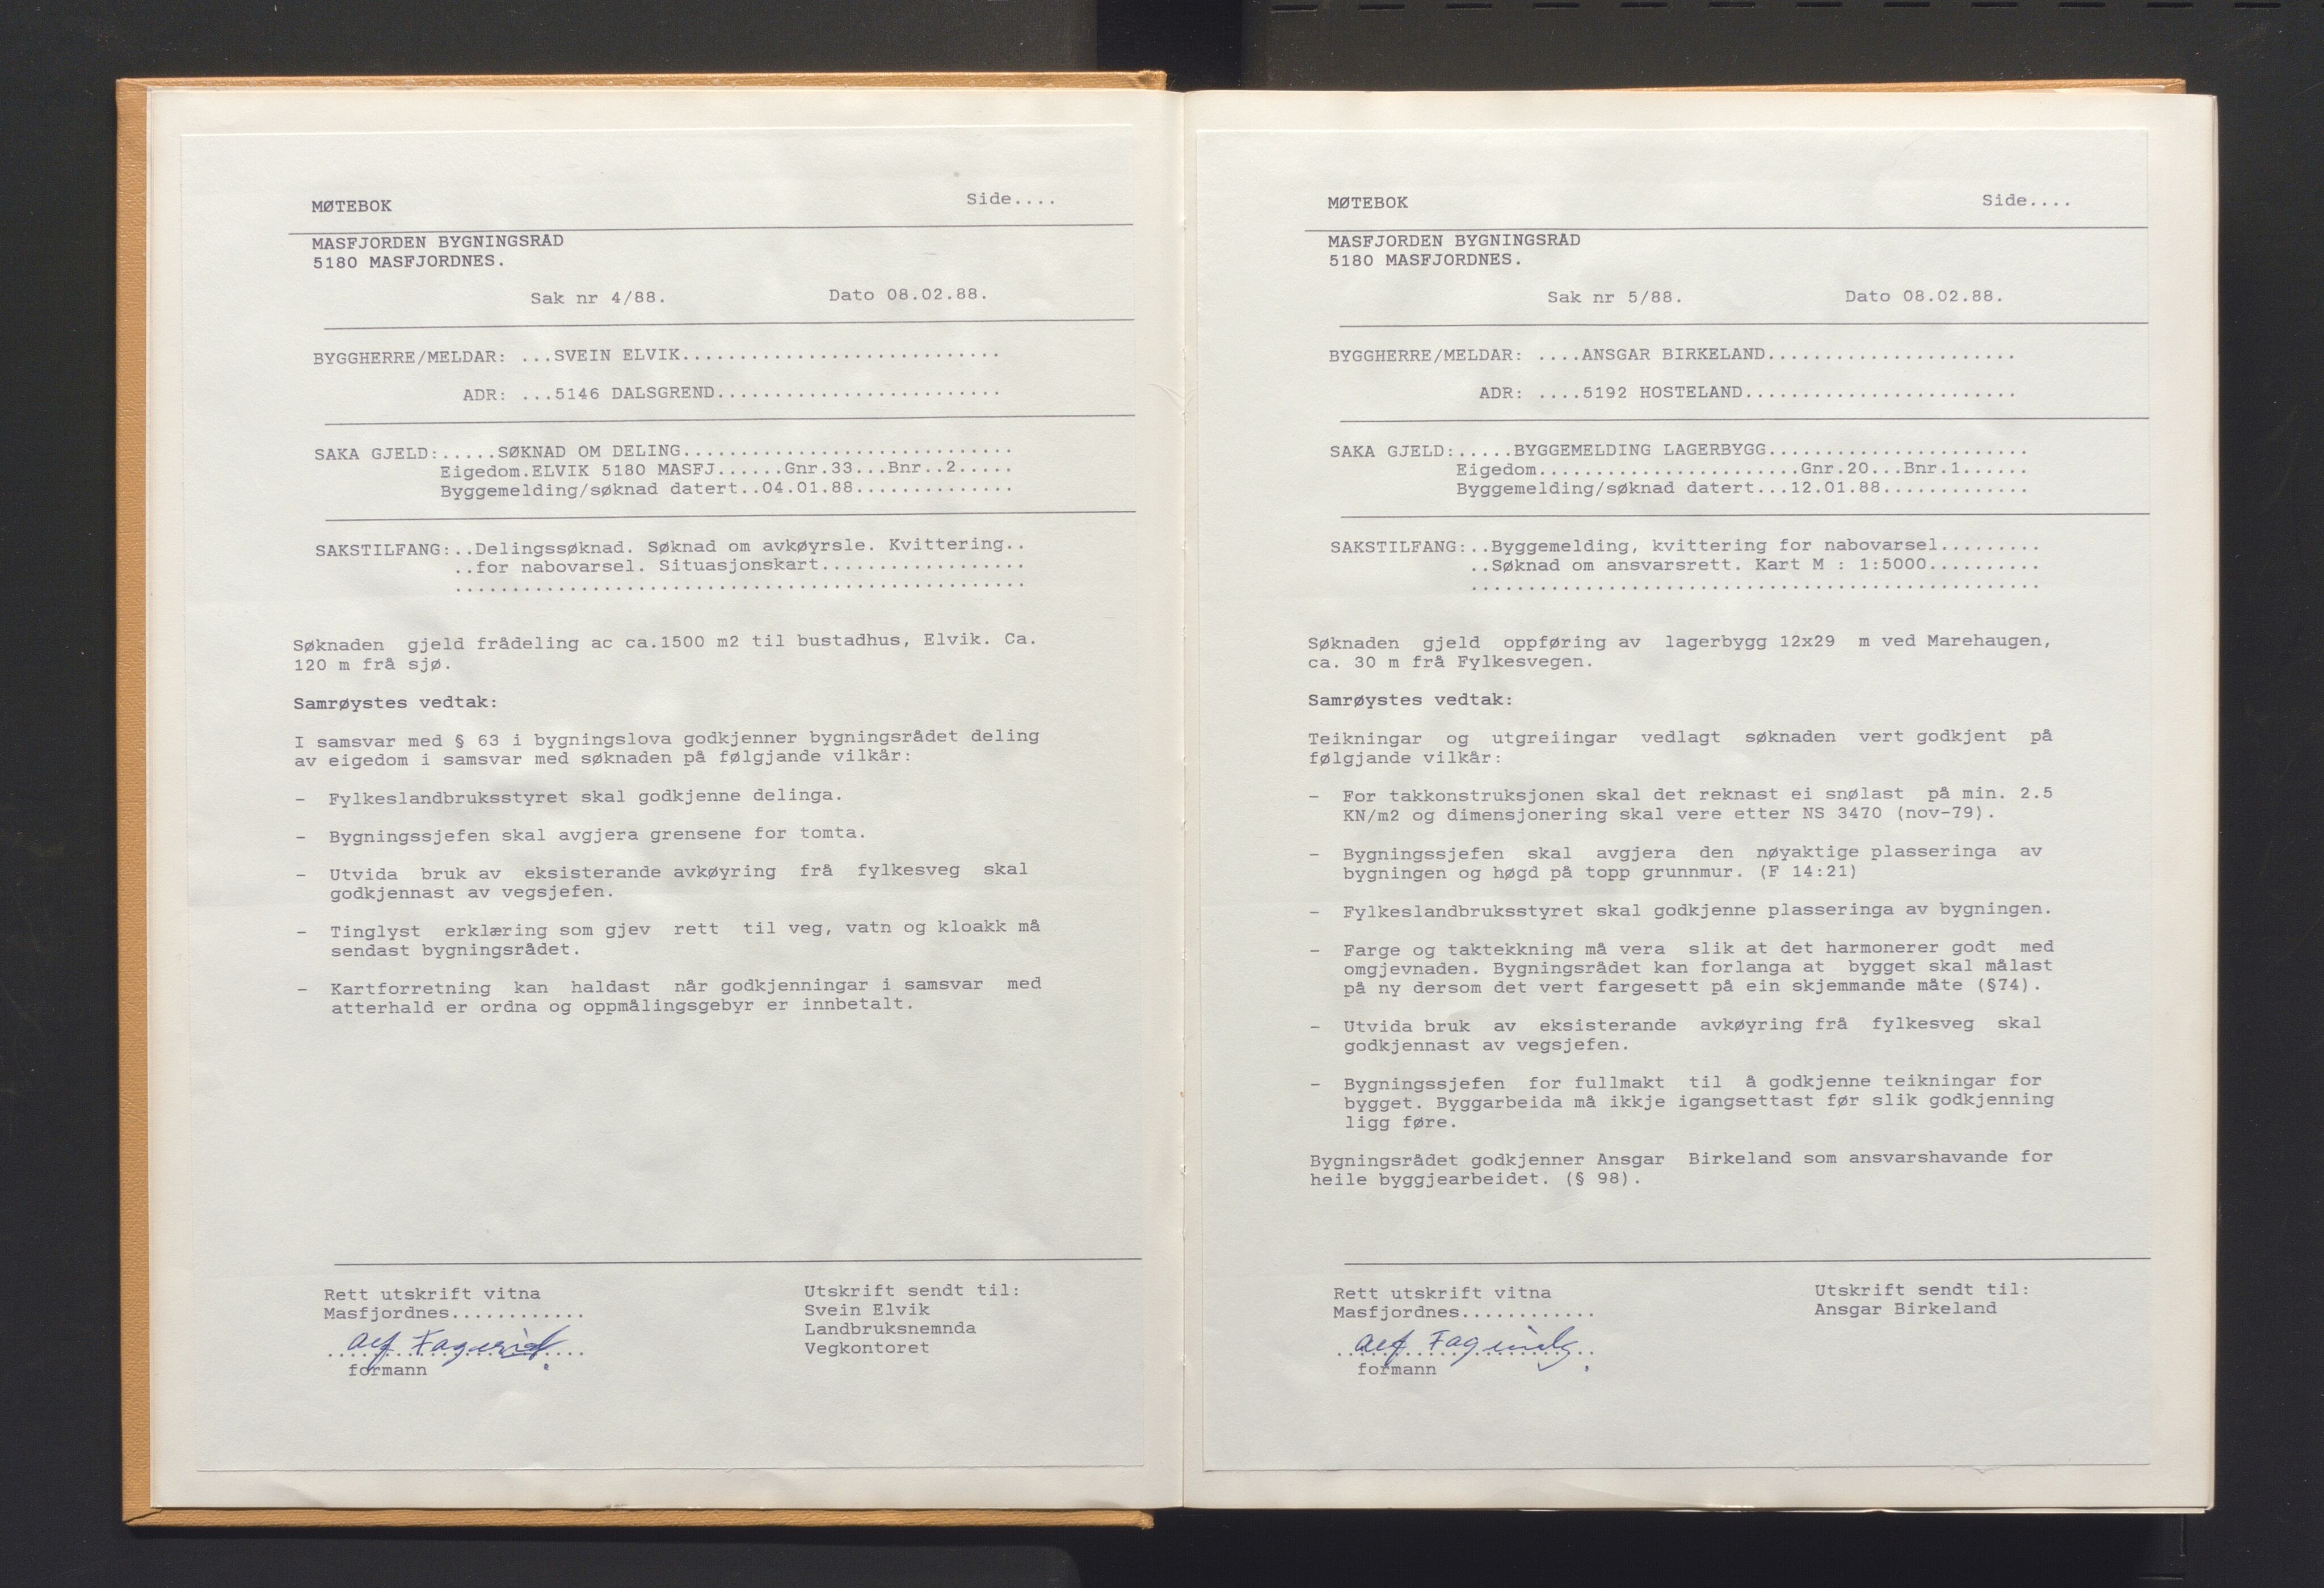 MØTEBOK Side....
MASFJORDEN BYGNINGSRAD
5180 MASFJORDNES.
Sak nr 4/88. Dato 08.02.88.
BYGGHERRE/MELDAR: ...SVEIN ELVIK............................
ADR: ...5146 DALSGREND.........................
SAKA GJELD:.....SØKNAD OM DELING.............................
Eigedom.ELVIK 5180 MASFJ......Gnr.33...Bnr..2.....
Byggemelding/søknad datert..04.01.88..............
SAKSTILFANG:..Delingssøknad. Søknad om avkøyrsle. Kvittering..
..for nabovarsel. Situasjonskart..................
..................................................
Søknaden gjeld frådeling ac ca.1500 m2 til bustadhus, Elvik. Ca.
120 m frå sjø.
Samrøystes vedtak:
I samsvar med § 63 i bygningslova godkjenner bygningsrådet deling
av eigedom i samsvar med søknaden på følgjande vilkår:
- Fylkeslandbruksstyret skal godkjenne delinga.
- Bygningssjefen skal avgjera grensene for tomta.
- Utvida bruk av eksisterande avkøyring frå fylkesveg skal
godkjennast av vegsjefen.
- Tinglyst erklæring som gjev rett til veg, vatn og kloakk må
sendast bygningsrådet.
- Kartforretning kan haldast når godkjenningar i samsvar med
atterhald er ordna og oppmålingsgebyr er innbetalt.
Rett utskrift vitna
Masfjordnes............
Alf
formann
Utskrift sendt til:
Svein Elvik
Landbruksnemnda
Vegkontoret
MØTEBOK Side....
MASFJORDEN BYGNINGSRAD
5180 MASFJORDNES.
Sak nr 5/88. Dato 08.02.88.
BYGGHERRE/MELDAR: ....ANSGAR BIRKELAND......................
ADR: ....5192 HOSTELAND........................
SAKA GJELD:.....BYGGEMELDING LAGERBYGG.......................
Eigedom.......................Gnr.20...Bnr.1......
Byggemelding/søknad datert...12.01.88.............
SAKSTILFANG:..Byggemelding, kvittering for nabovarsel.........
..Søknad om ansvarsrett. Kart M : 1:5000..........
..................................................
Søknaden gjeld oppføring av lagerbygg 12x29 m ved Marehaugen,
ca. 30 m frå Fylkesvegen.
Samrøystes vedtak:
Teikningar og utgreiingar vedlagt søknaden vert godkjent på
følgjande vilkår:
- For takkonstruksjonen skal det reknast ei snølast på min. 2.5
KN/m2 og dimensjonering skal vere etter NS 3470 (nov-79).
- Bygningssjefen skal avgjera den nøyaktige plasseringa av
bygningen og høgd på topp grunnmur. (F 14:21)
- Fylkeslandbruksstyret skal godkjenne plasseringa av bygningen.
- Farge og taktekkning må vera slik at det harmonerer godt med
omgjevnaden. Bygningsrådet kan forlanga at bygget skal målast
på ny dersom det vert fargesett på ein skjemmande måte (§74).
- Utvida bruk av eksisterande avkøyring frå fylkesveg skal
godkjennast av vegsjefen.
- Bygningssjefen for fullmakt til å godkjenne teikningar for
bygget. Byggarbeida må ikkje igangsettast før slik godkjenning
ligg føre.
Bygningsrådet godkjenner Ansgar Birkeland som ansvarshavande for
heile byggjearbeidet. (§ 98).
Rett utskrift vitna
Masfjordnes............
Alf
formann
Utskrift sendt til:
Ansgar Birkeland